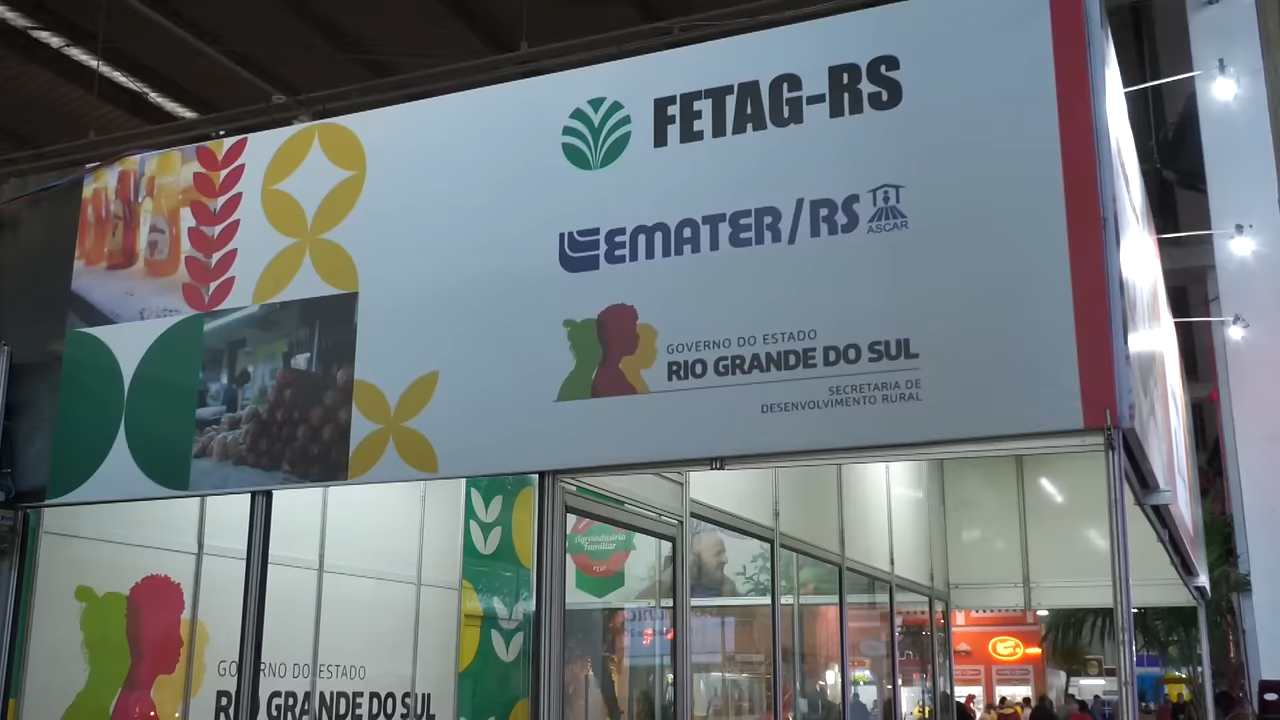 FETAG-RS
EMATER/RS
ASCAR
GOVERNO DO ESTADO
RIO GRANDE DO SUL
SECRETARIA DE
DESENVOLVIMENTO RURAL
Agroindústria
Familiar
GOVERNO DO ESTADO
RIO GRANDE DO SUL